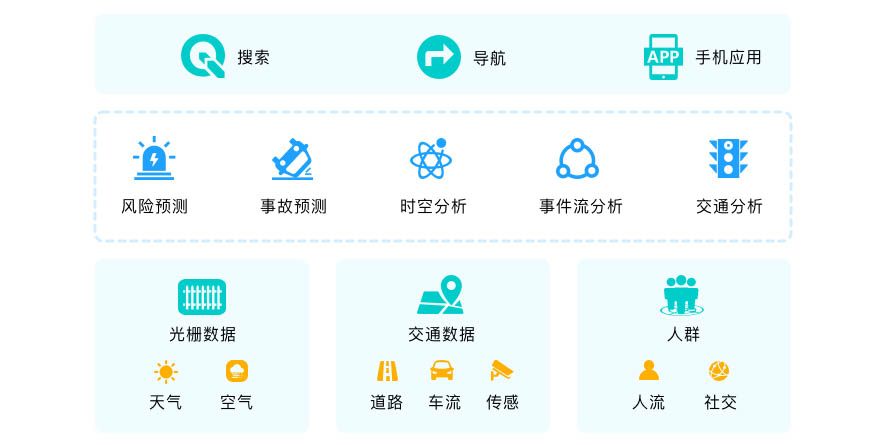 搜索
导航
APP
手机应用
风险预测
事故预测
时空分析
事件流分析
交通分析
光栅数据
交通数据
人群
天气
空气
道路
车流
传感
人流
社交